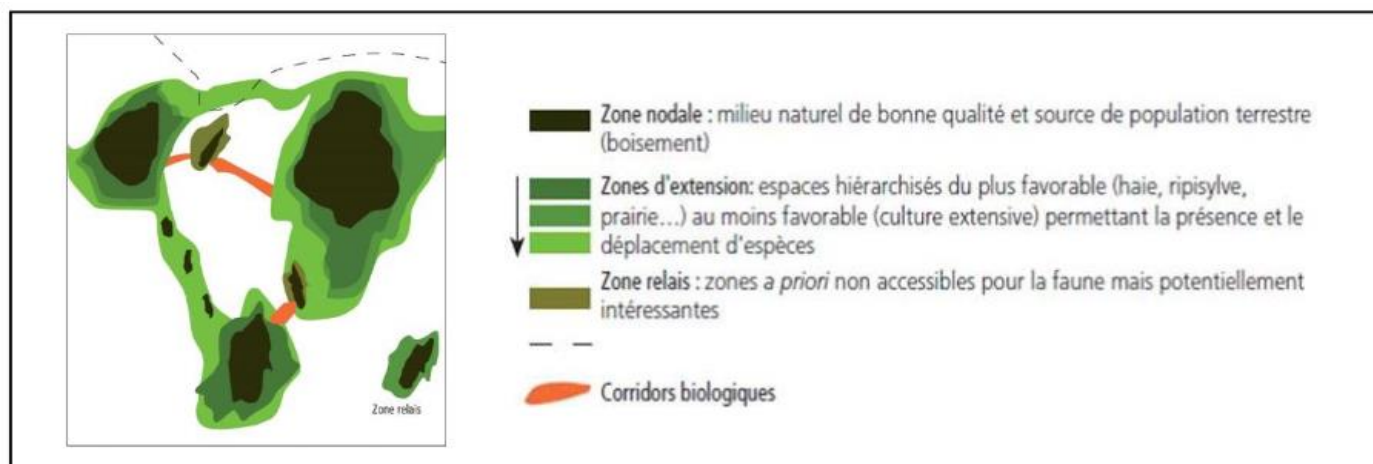 Zone relais
Zone nodale : milieu naturel de bonne qualité et source de population terrestre
(boisement)
Zones d'extension: espaces hiérarchisés du plus favorable (haie, ripisylve,
prairie…) au moins favorable (culture extensive) permettant la présence et le
déplacement d'espèces
Zone relais : zones a priori non accessibles pour la faune mais potentiellement
intéressantes
Corridors biologiques